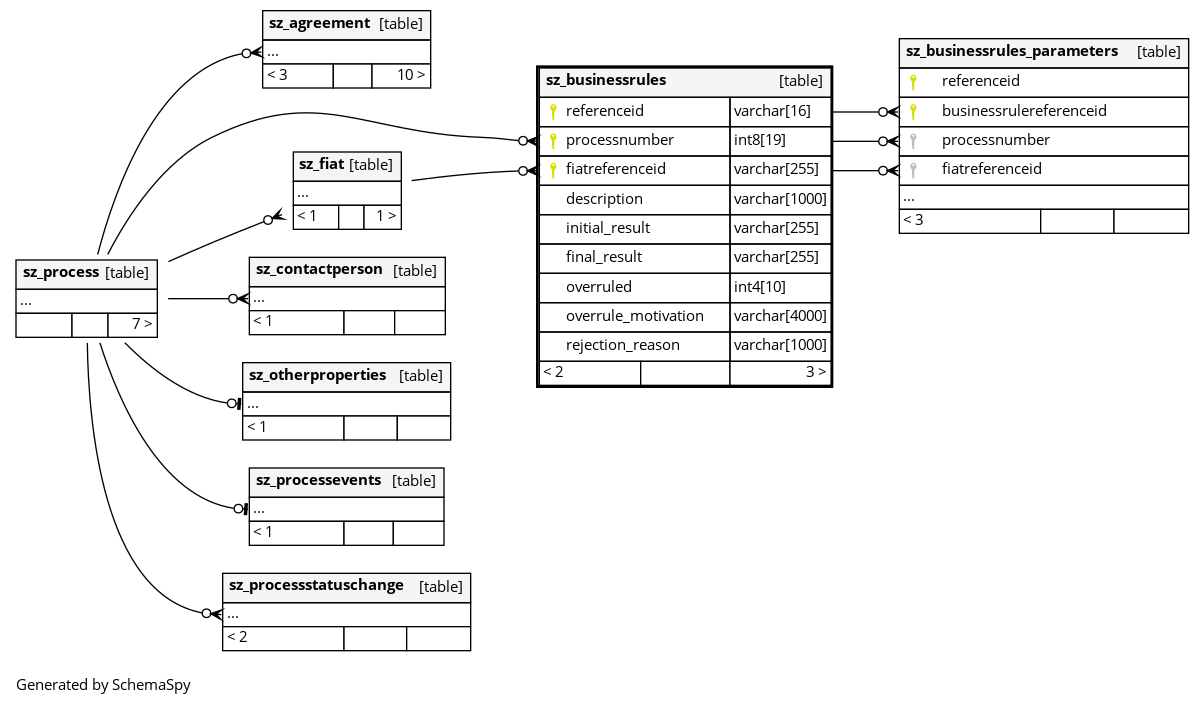 sz_agreement [table]
...
< 3 10 >
sz_fiat [table]
...
< 1 1 >
sz_process [table]
...
7 >
sz_contactperson [table]
...
< 1
sz_otherproperties [table]
...
< 1
sz_processevents [table]
...
< 1
sz_processstatuschange [table]
...
< 2
sz_businessrules [table]
referenceid varchar[16]
processnumber int8[19]
fiatreferenceid varchar[255]
description varchar[1000]
initial_result varchar[255]
final_result varchar[255]
overruled int4[10]
overrule_motivation varchar[4000]
rejection_reason varchar[1000]
< 2 3 >
sz_businessrules_parameters [table]
referenceid
businessrulereferenceid
processnumber
fiatreferenceid
...
< 3
Generated by SchemaSpy